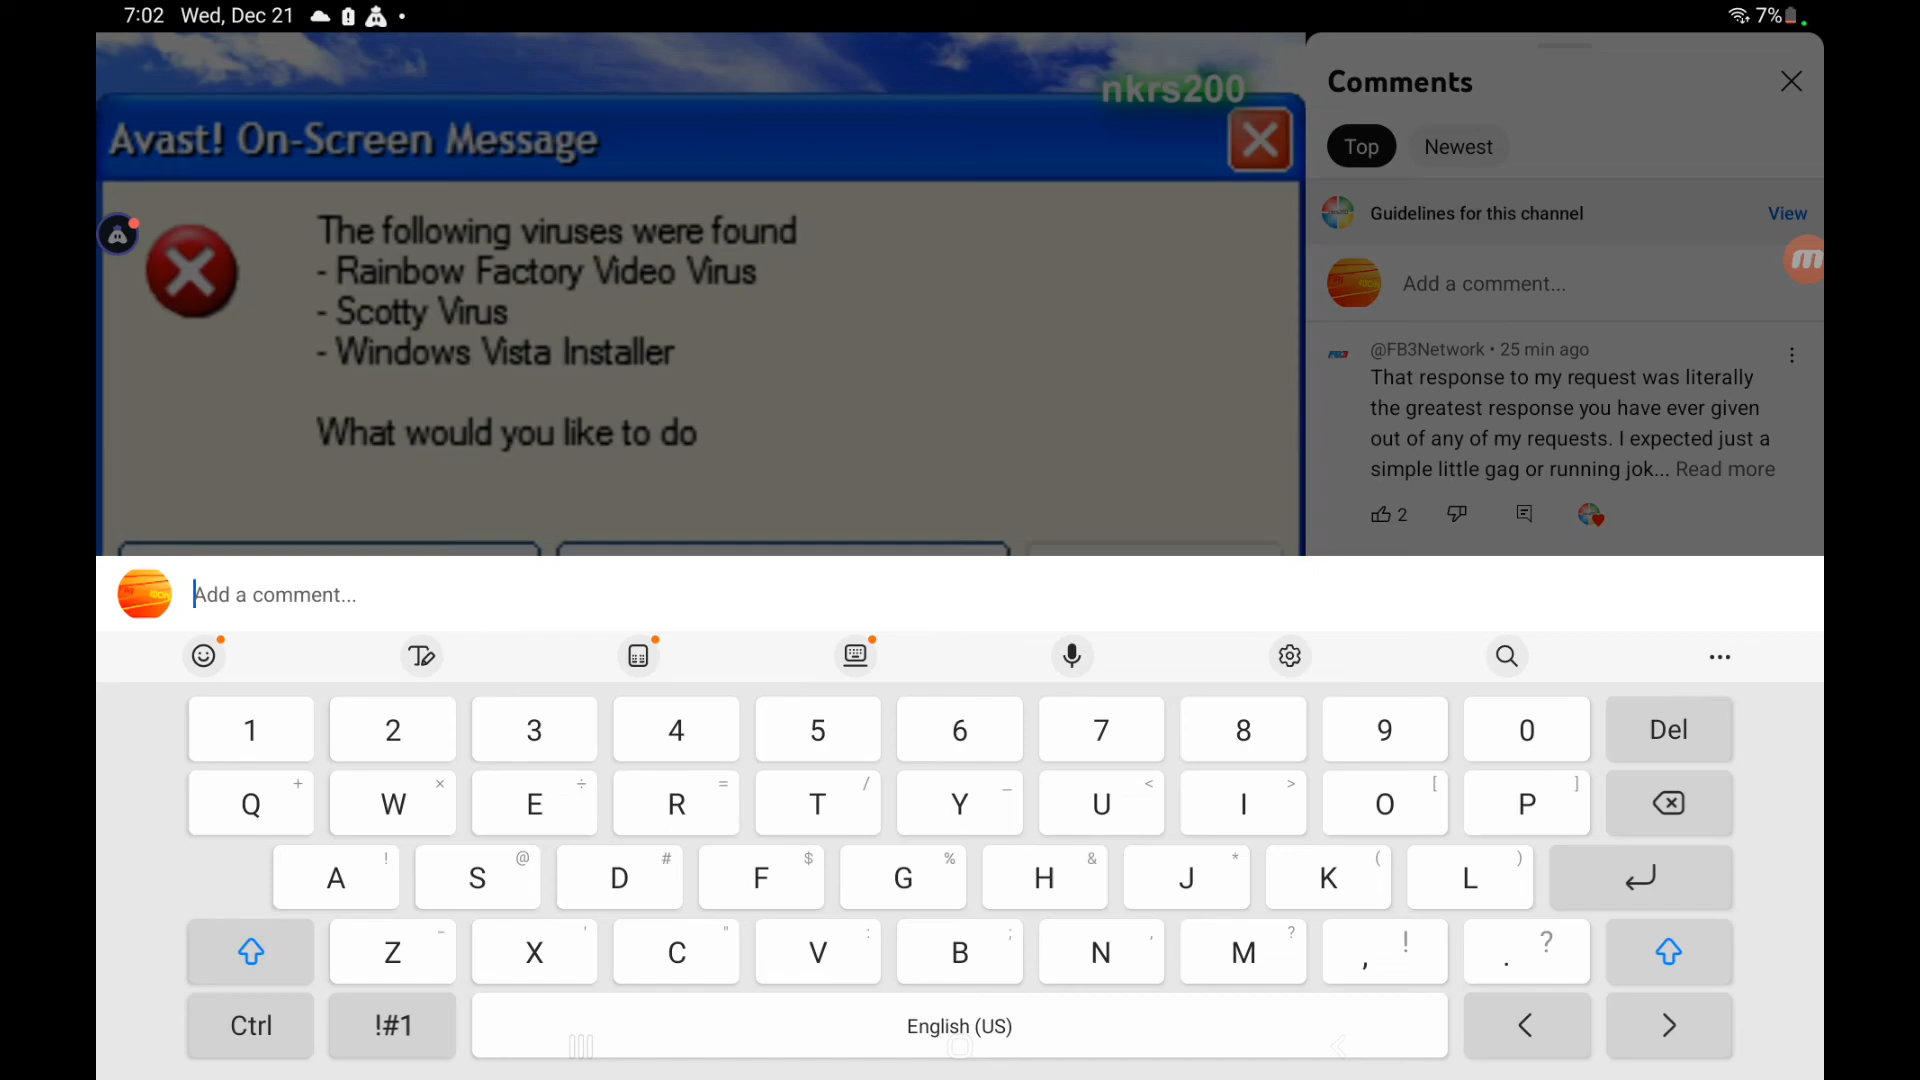 7:02 Wed, Dec 21
7%
nkrs200
Avast! On-Screen Message
The following viruses were found
- Rainbow Factory Video Virus
- Scotty Virus
- Windows Vista Installer
What would you like to do
Comments
Top Newest
Guidelines for this channel View
Add a comment...
@FB3Network • 25 min ago
That response to my request was literally
the greatest response you have ever given
out of any of my requests. I expected just a
simple little gag or running jok... Read more
2
Add a comment...
1 2 3 4 5 6 7 8 9 0 Del
Q + W × E ÷ R = T / Y _ U < I > O [ P ]
A ! S @ D # F $ G % H & J * K ( L )
Z - X ' C " V : B ; N , M ? , ! . ?
Ctrl !#1 English (US) < >